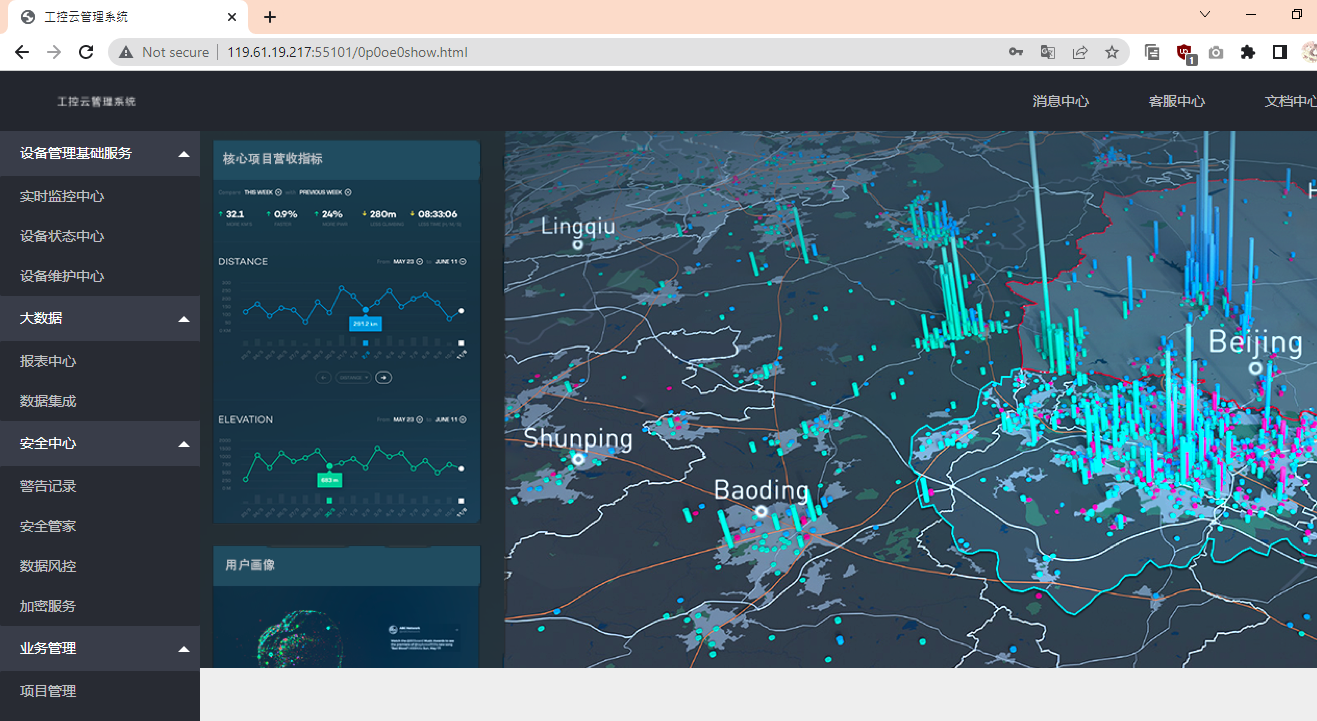 工控云管理系统
Not secure
119.61.19.217:55101/0p0oe0show.html
1
工控云管理系统
消息中心
客服中心
文档中心
设备管理基础服务
实时监控中心
设备状态中心
设备维护中心
大数据
报表中心
数据集成
安全中心
警告记录
安全管家
数据风控
加密服务
业务管理
项目管理
核心项目营收指标
Compare THIS WEEK with PREVIOUS WEEK
32.1
0.9%
24%
280m
08:33:06
DISTANCE
From MAY 23 to JUNE 11
291.2 km
ELEVATION
From MAY 23 to JUNE 11
683 m
用户画像
Lingqiu
Beijing
Shunping
Baoding
H